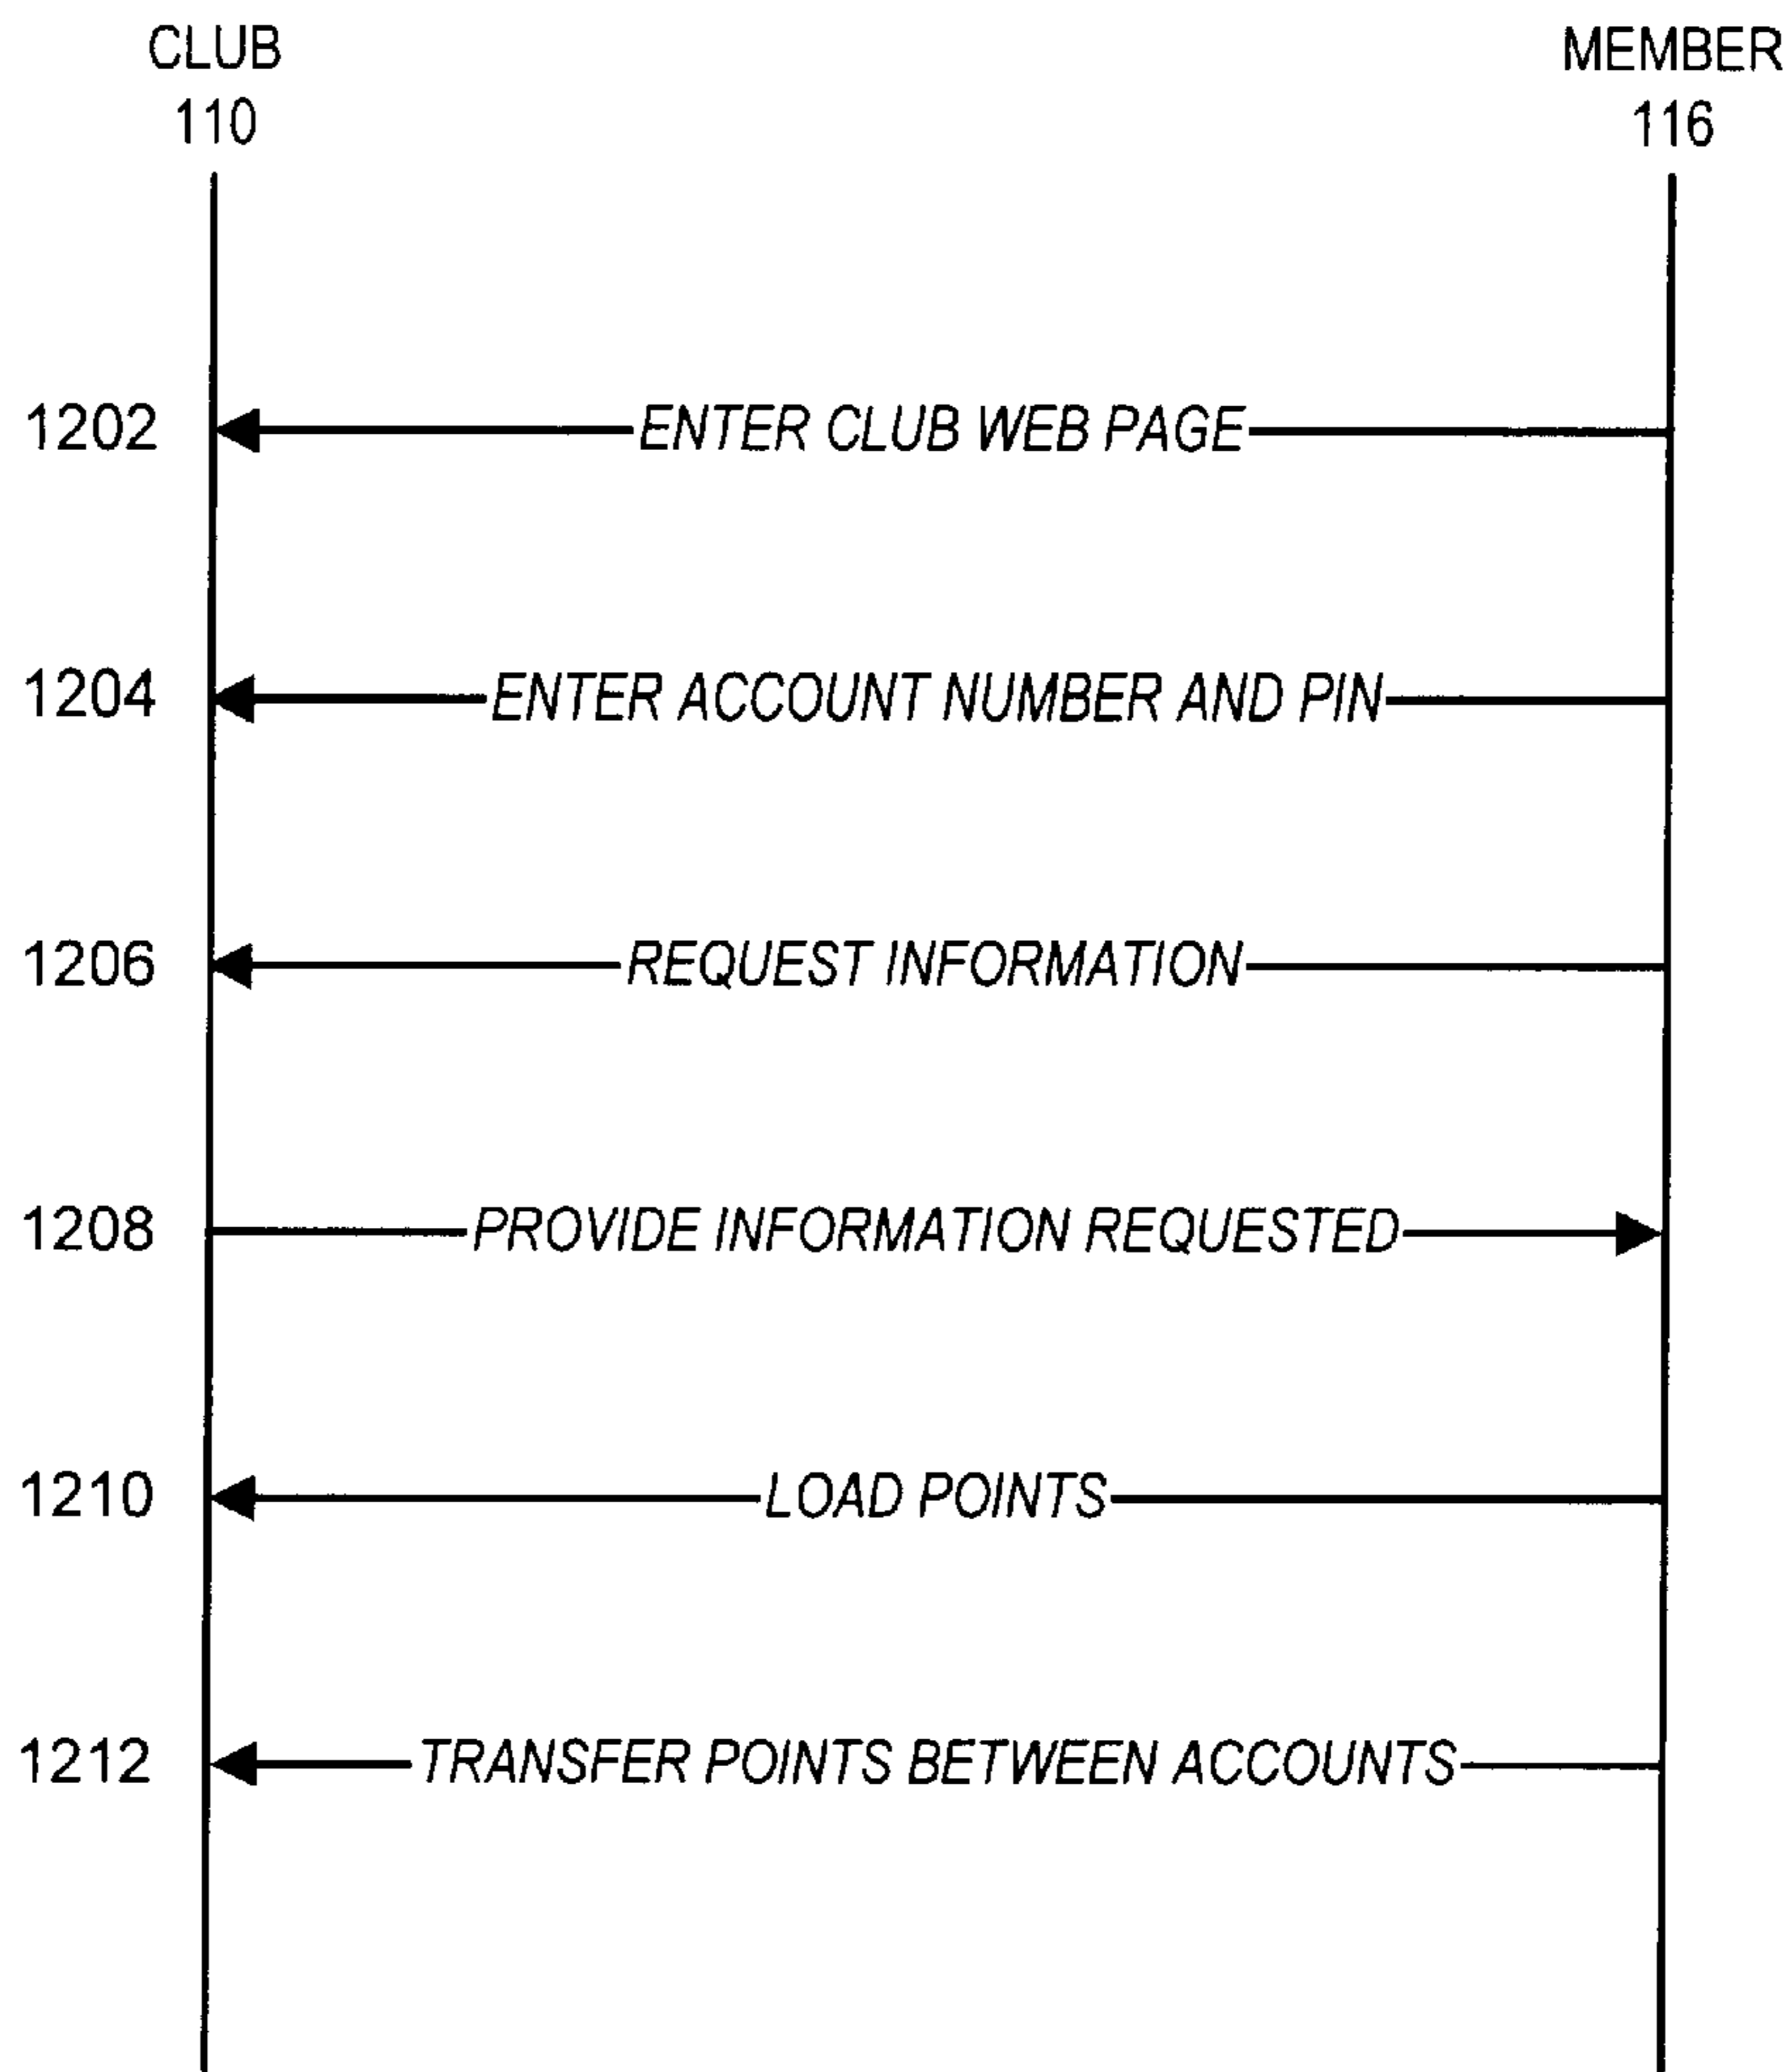 CLUB MEMBER
110 116
1202 ENTER CLUB WEB PAGE
1204 ENTER ACCOUNT NUMBER AND PIN
1206 REQUEST INFORMATION
1208 PROVIDE INFORMATION REQUESTED
1210 LOAD POINTS
1212 TRANSFER POINTS BETWEEN ACCOUNTS